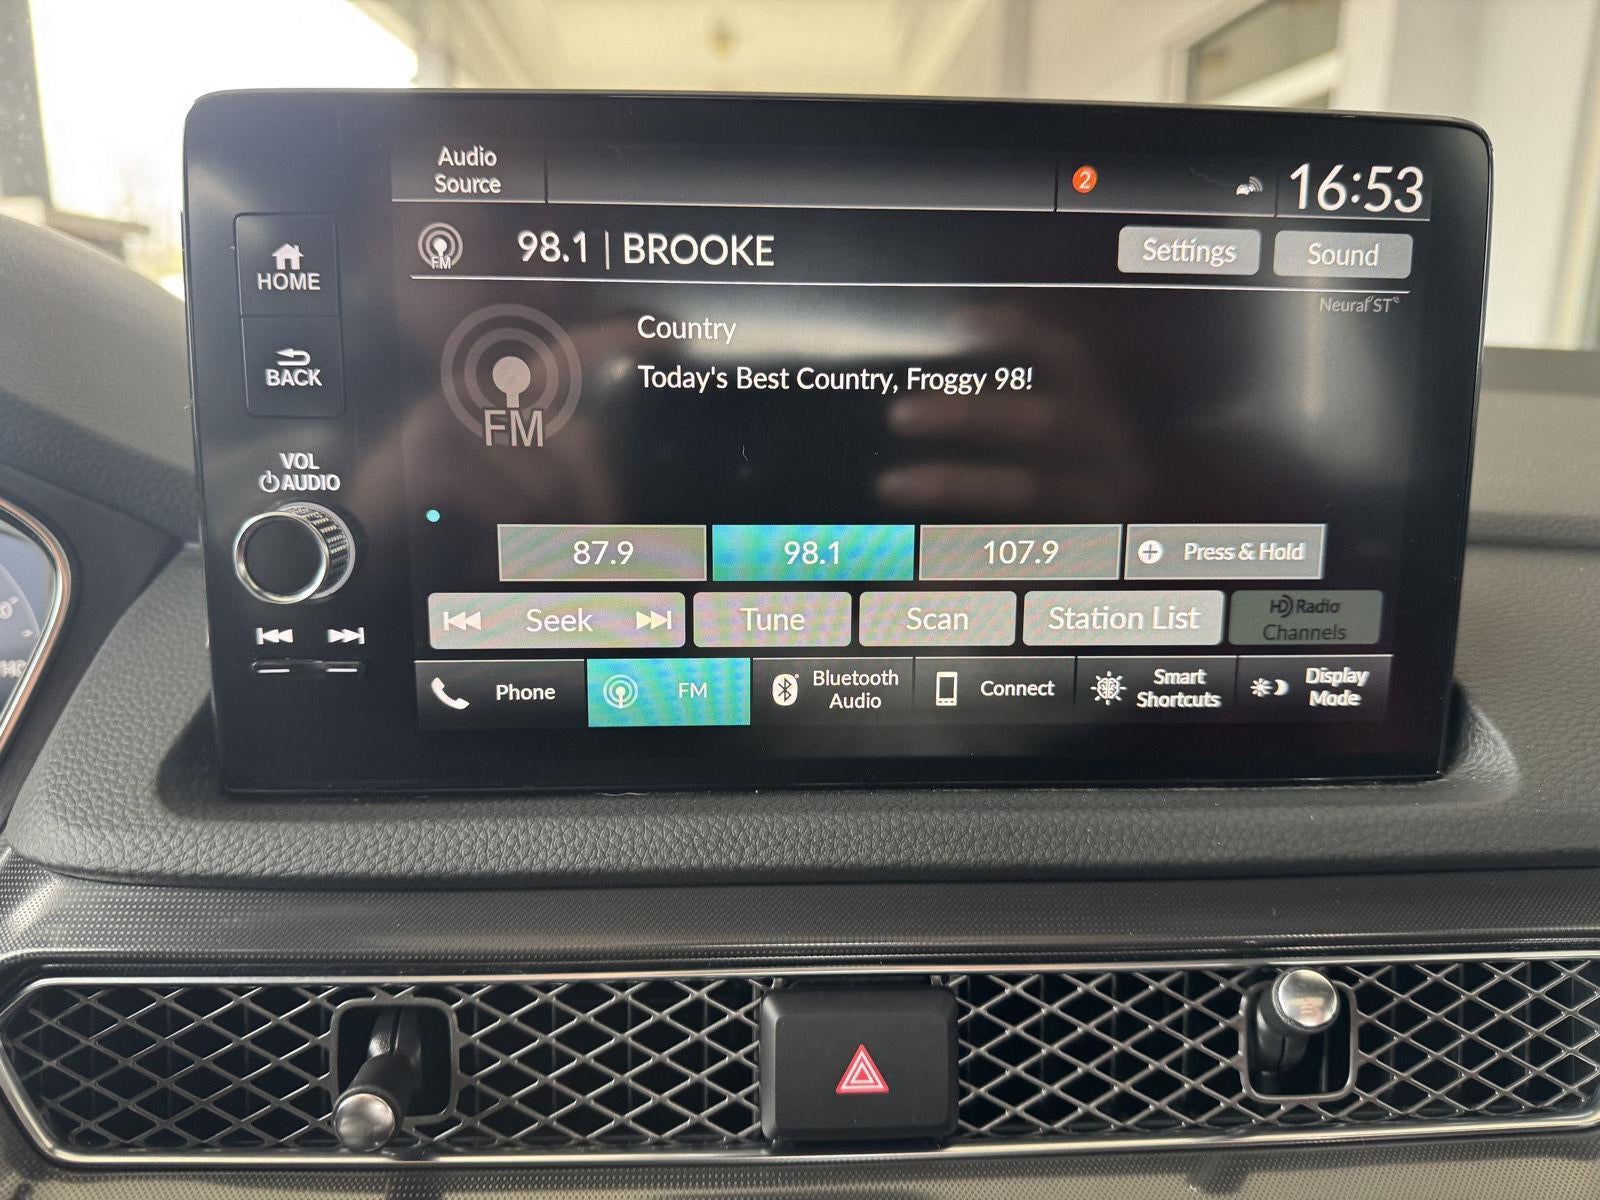 Audio
Source
2
16:53
FM
98.1 | BROOKE
Settings
Sound
Neural ST
HOME
BACK
VOL
AUDIO
FM
Country
Today's Best Country, Froggy 98!
87.9
98.1
107.9
Press & Hold
Seek
Tune
Scan
Station List
HD Radio
Channels
Phone
FM
Bluetooth
Audio
Connect
Smart
Shortcuts
Display
Mode